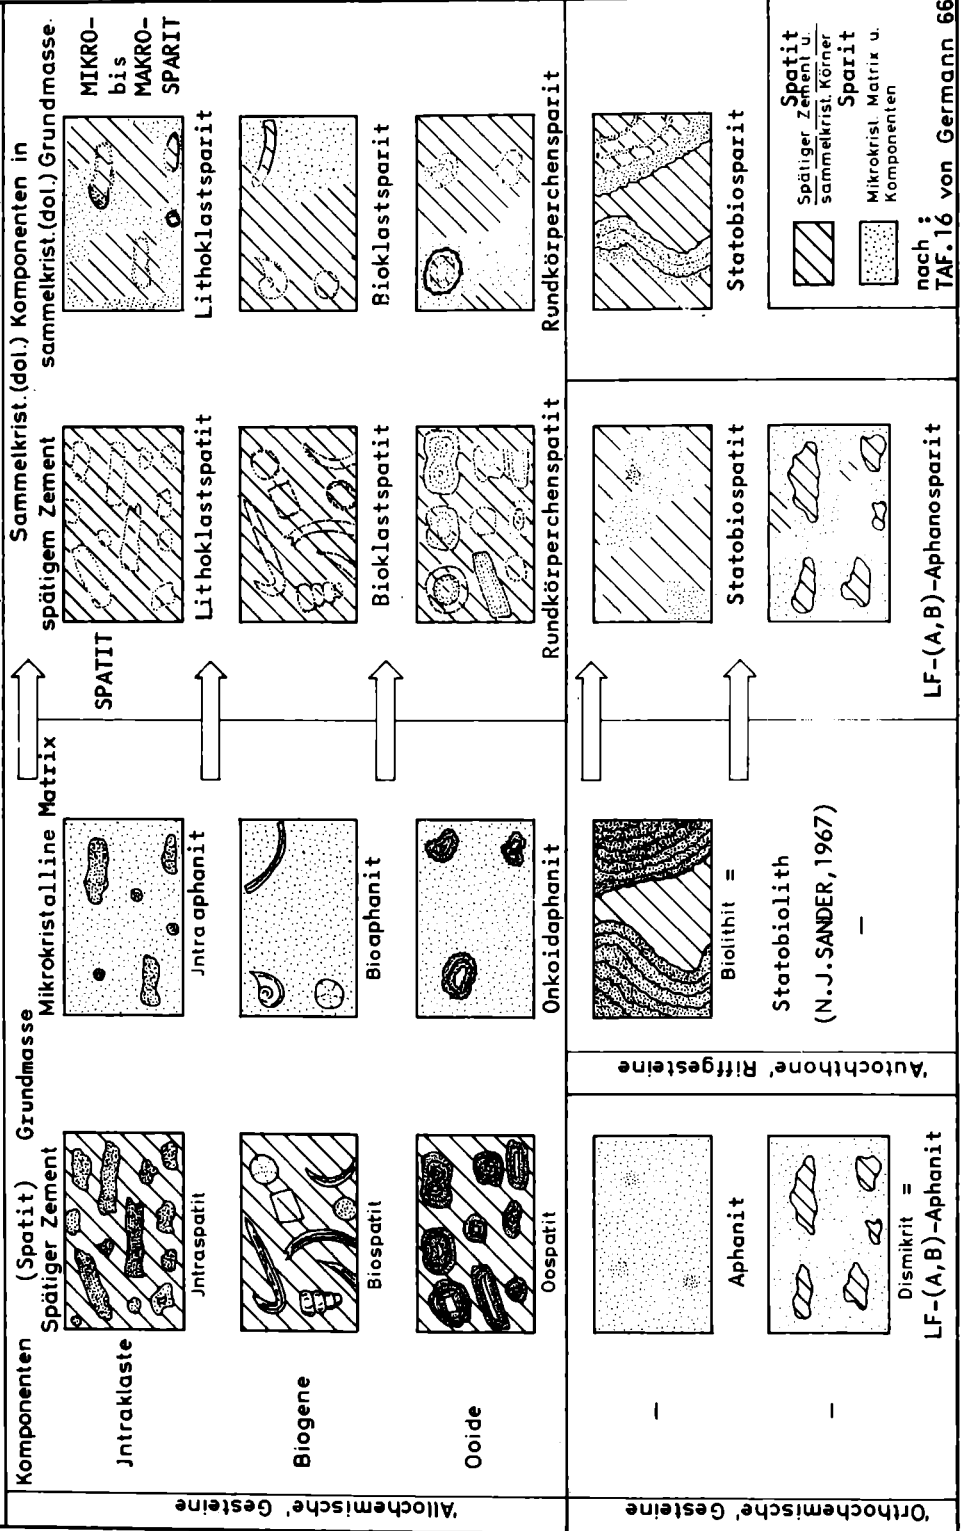 Komponenten
(Spatit) Grundmasse
Spätiger Zement
Mikrokristalline Matrix
Sammelkrist.(dol.) Komponenten in
spätigem Zement
sammelkrist.(dol.) Grundmasse.
'Allochemische' Gesteine
Jntraklaste
Jntraspatit
Jntraaphanit
SPATIT
Lithoklastspatit
Lithoklastsparit
MIKRO-
bis
MAKRO-
SPARIT
Biogene
Biospatit
Bioaphanit
Bioklastspatit
Bioklastsparit
Ooide
Oospatit
Onkoidaphanit
Rundkörperchenspatit
Rundkörperchensparit
'Orthochemische' Gesteine
–
Aphanit
'Autochthone' Riffgesteine
Biolithit =
Statobiolith
(N.J. SANDER, 1967)
–
Statobiospatit
Statobiosparit
–
Dismikrit =
LF-(A,B)-Aphanit
LF-(A,B)-Aphanosparit
Spatit
Spätiger Zement u.
sammelkrist. Körner
Sparit
Mikrokrist. Matrix u.
Komponenten
nach :
TAF.16 von Germann 66